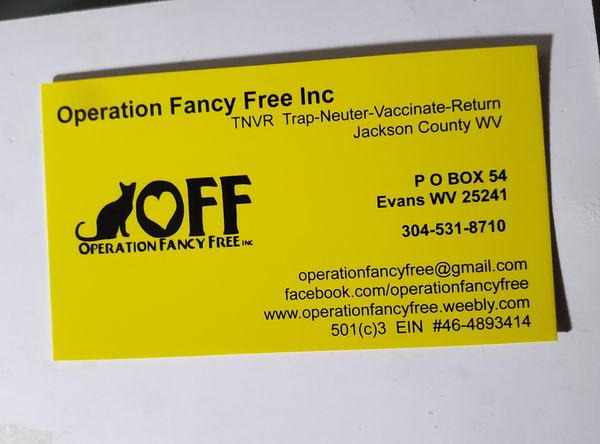 Operation Fancy Free Inc
TNVR Trap-Neuter-Vaccinate-Return
Jackson County WV
OFF
OPERATION FANCY FREE INC
P O BOX 54
Evans WV 25241
304-531-8710
operationfancyfree@gmail.com
facebook.com/operationfancyfree
www.operationfancyfree.weebly.com
501(c)3 EIN #46-4893414